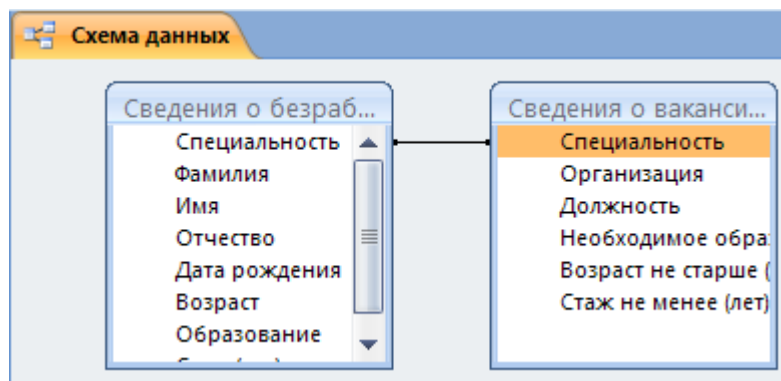 Схема данных
Сведения о безраб...
Специальность
Фамилия
Имя
Отчество
Дата рождения
Возраст
Образование
Сведения о ваканси...
Специальность
Организация
Должность
Необходимое обра
Возраст не старше (
Стаж не менее (лет)